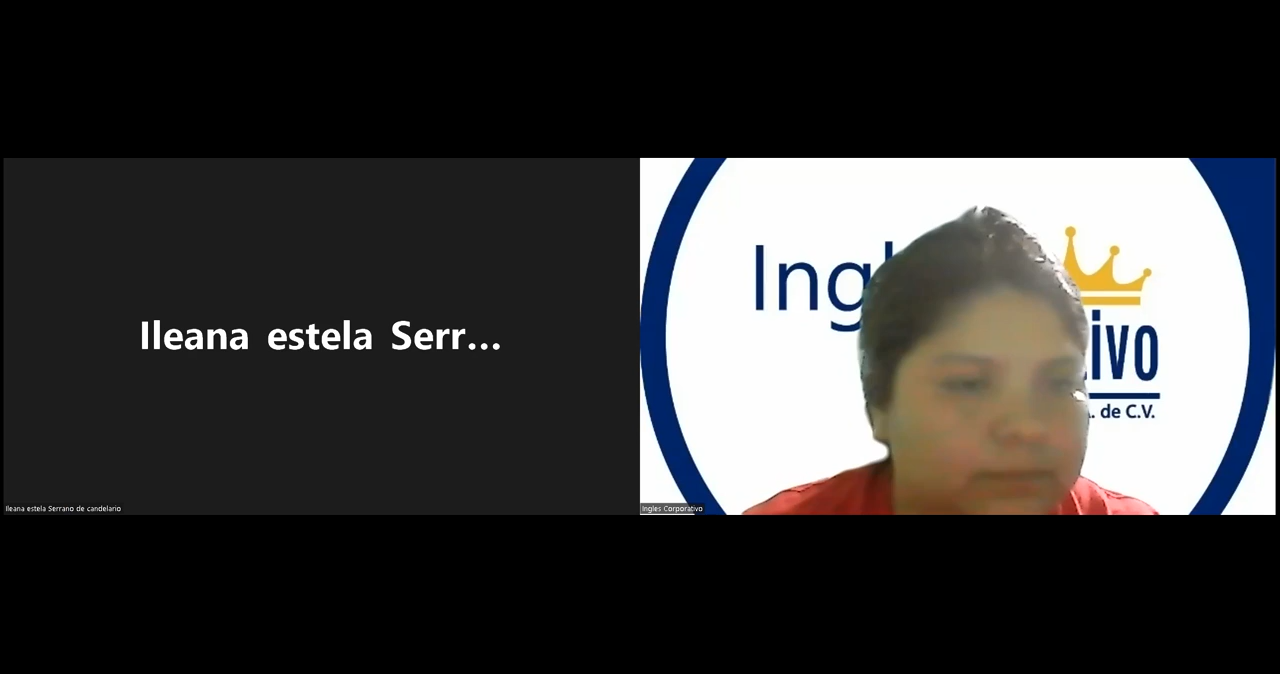 Ileana estela Serr...
Ileana estela Serrano de candelario
Ingl
ivo
. de C.V.
Ingles Corporativo